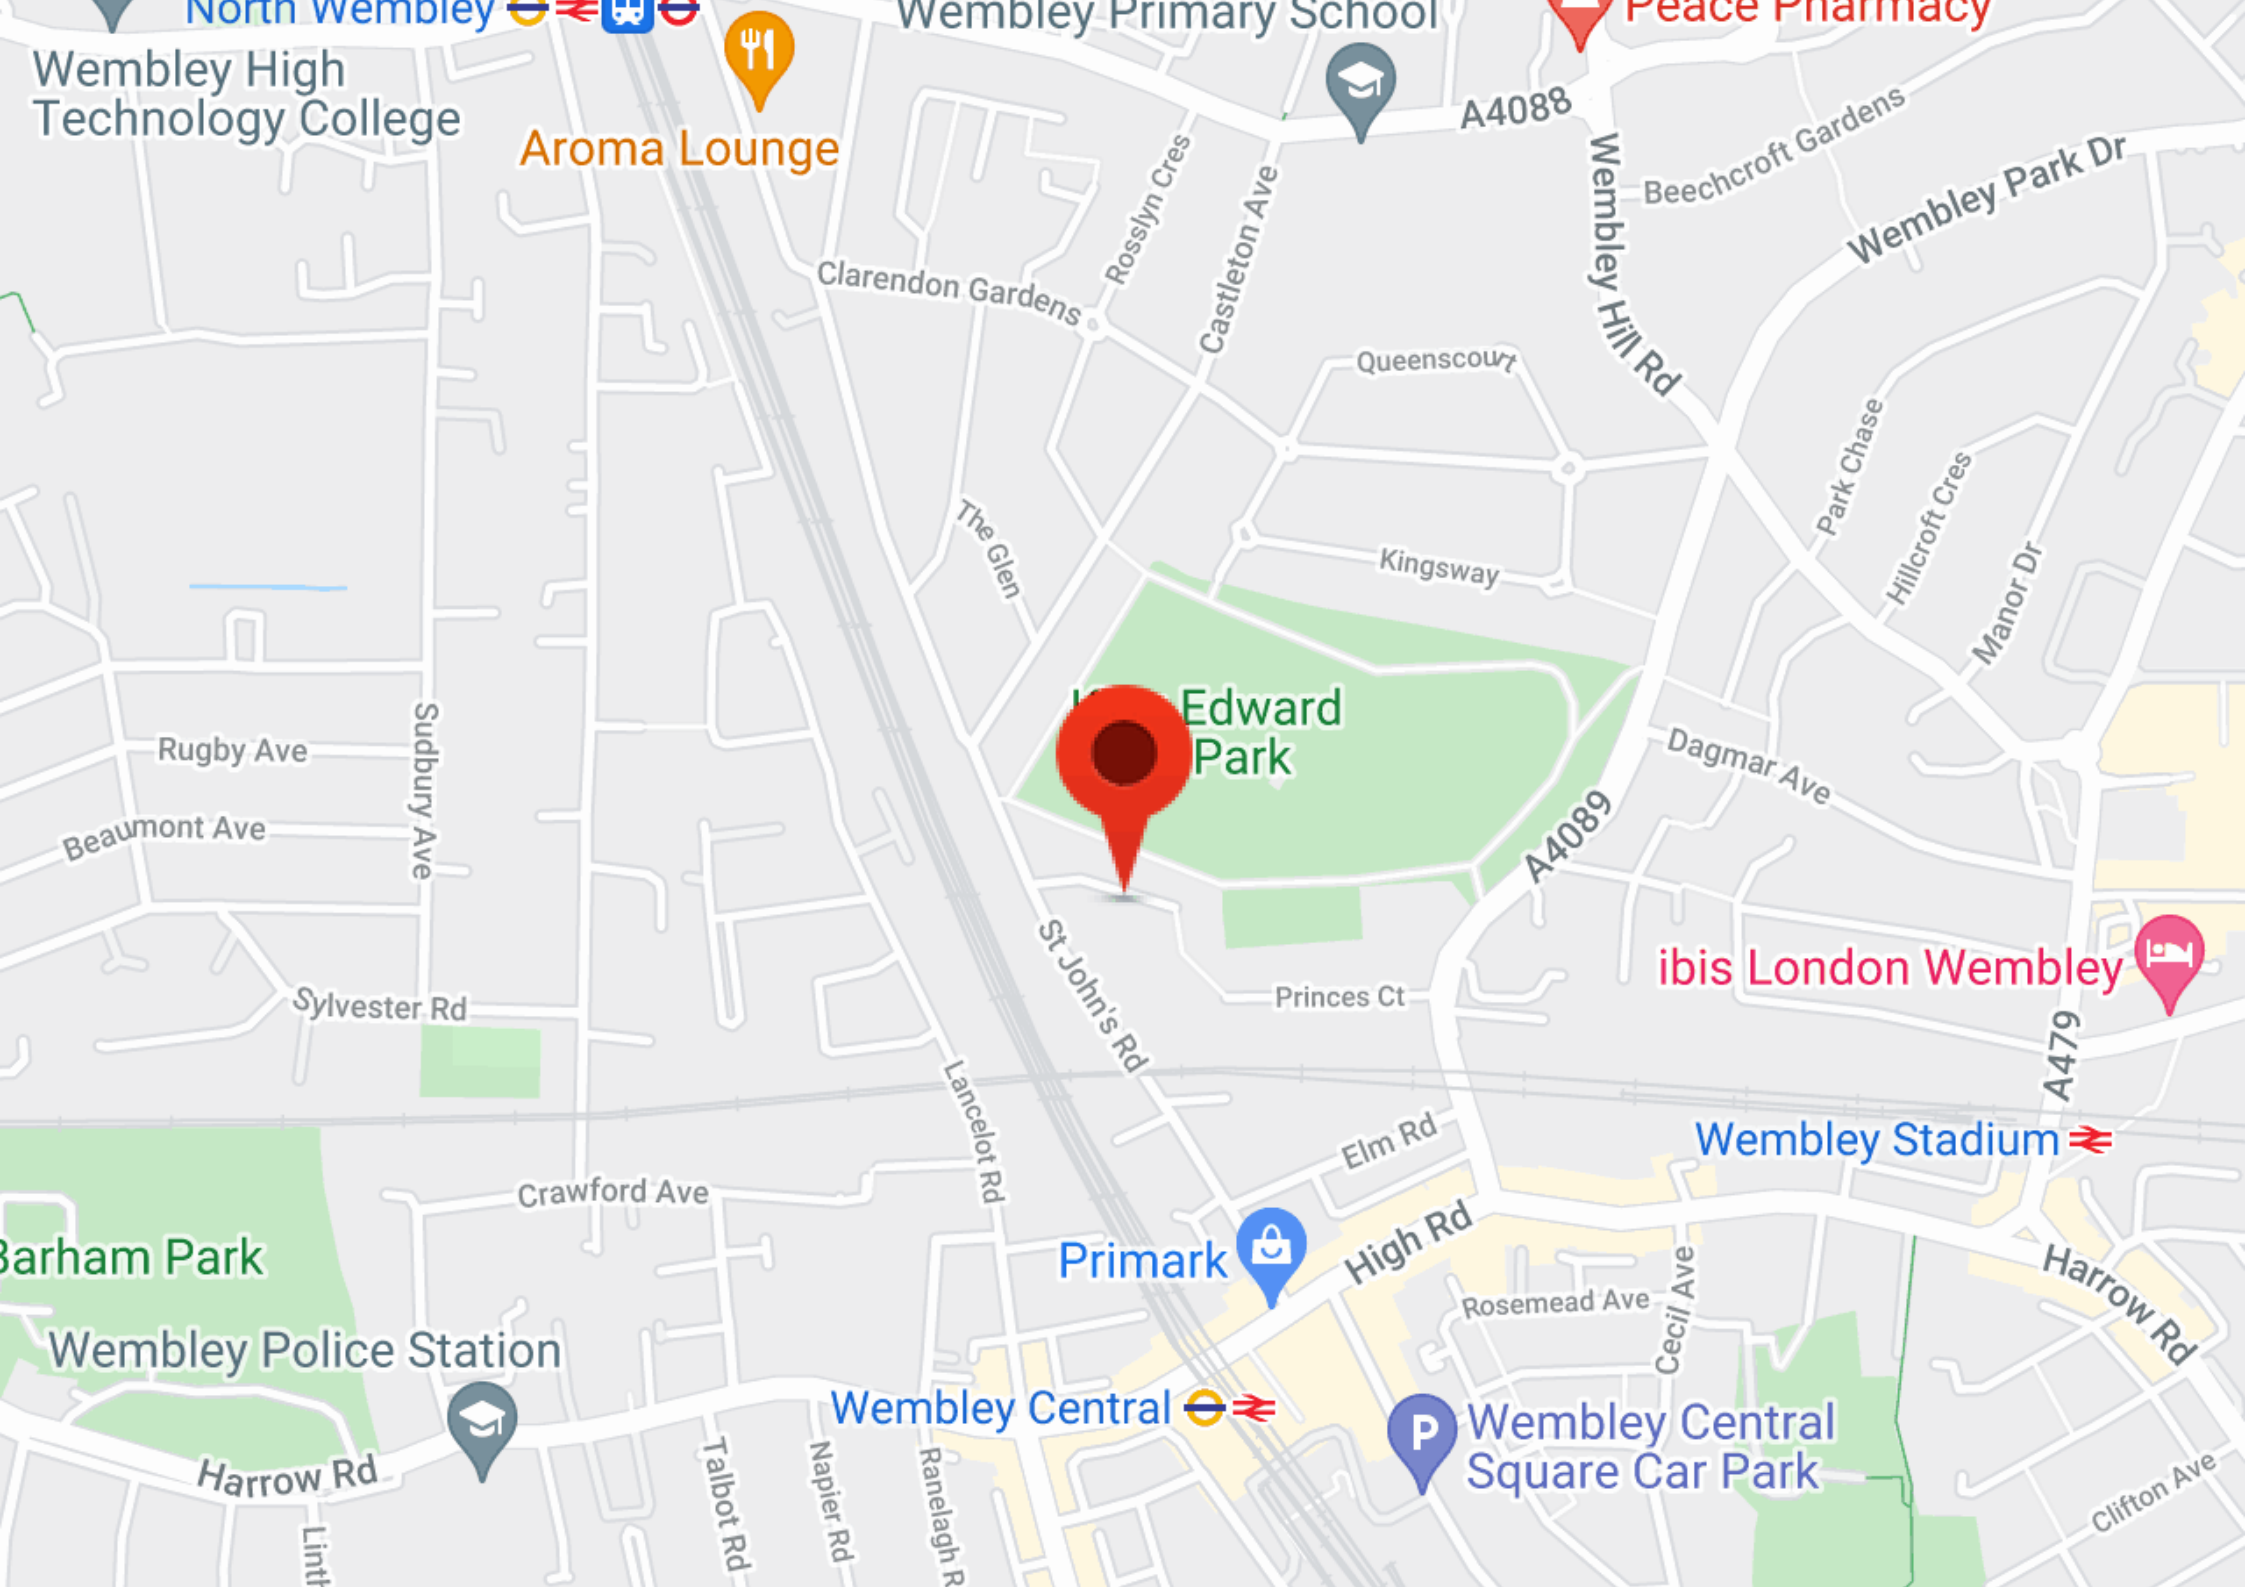 North Wembley
Wembley Primary School
Peace Pharmacy
Wembley High
Technology College
Aroma Lounge
A4088
Beechcroft Gardens
Wembley Park Dr
Wembley Hill Rd
Rosslyn Cres
Castleton Ave
Clarendon Gardens
Queenscourt
Park Chase
Hillcroft Cres
The Glen
Kingsway
Manor Dr
Edward
Park
Sudbury Ave
Rugby Ave
Dagmar Ave
Beaumont Ave
A4089
St John's Rd
ibis London Wembley
Sylvester Rd
Princes Ct
A479
Lancelot Rd
Elm Rd
Wembley Stadium
Crawford Ave
Barham Park
Primark
High Rd
Rosemead Ave
Cecil Ave
Harrow Rd
Wembley Police Station
Wembley Central
P
Wembley Central
Square Car Park
Harrow Rd
Talbot Rd
Napier Rd
Ranelagh R
Clifton Ave
Linth